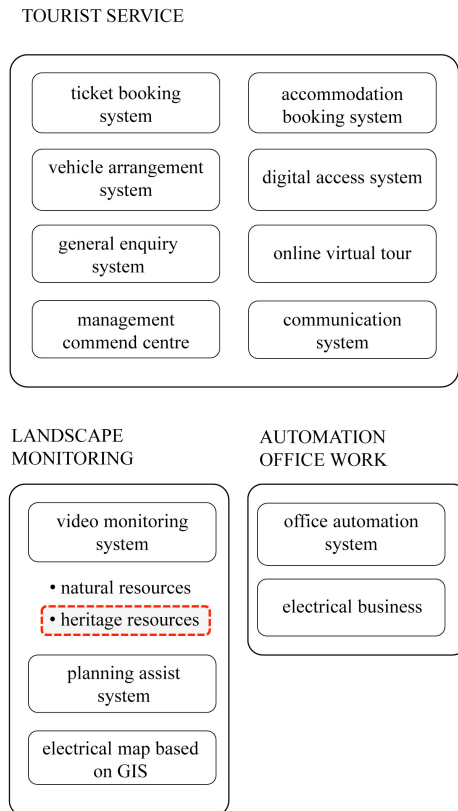 TOURIST SERVICE
ticket booking
system
accommodation
booking system
vehicle arrangement
system
digital access system
general enquiry
system
online virtual tour
management
commend centre
communication
system
LANDSCAPE
MONITORING
video monitoring
system
• natural resources
• heritage resources
planning assist
system
electrical map based
on GIS
AUTOMATION
OFFICE WORK
office automation
system
electrical business